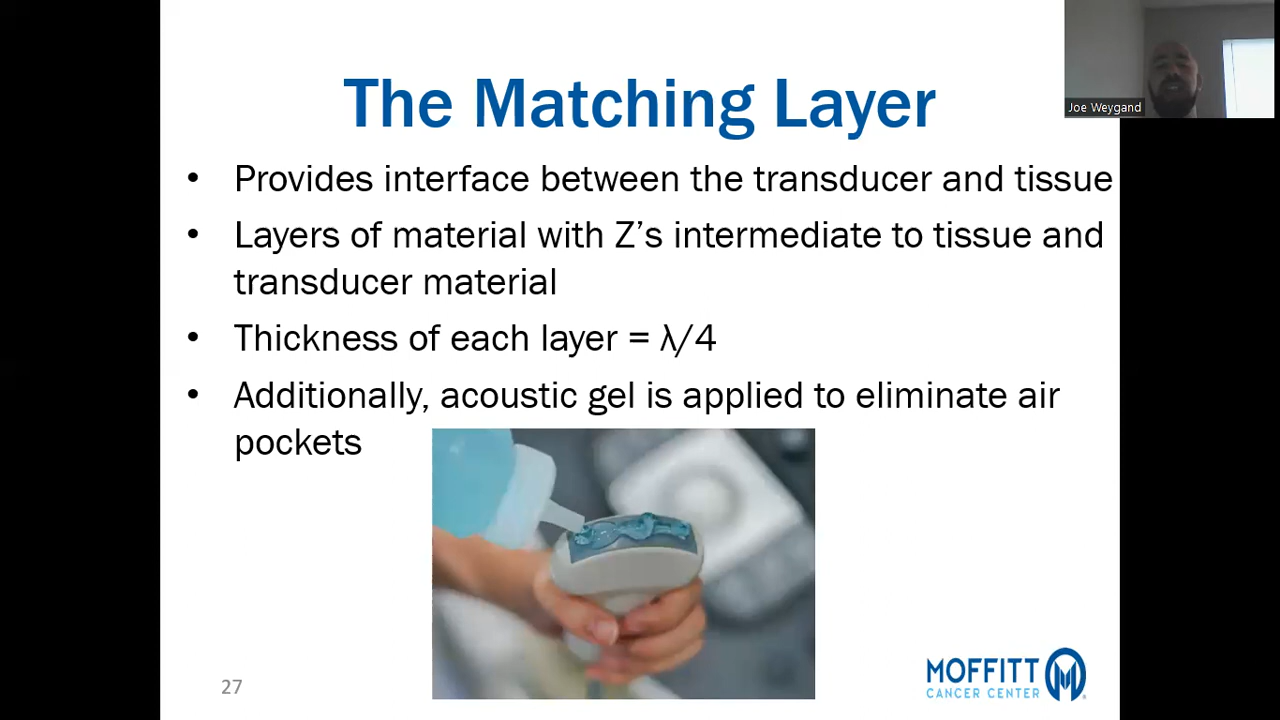 Joe Weygand
The Matching Layer
• Provides interface between the transducer and tissue
• Layers of material with Z’s intermediate to tissue and
transducer material
• Thickness of each layer = λ/4
• Additionally, acoustic gel is applied to eliminate air
pockets
27
MOFFITT
CANCER CENTER